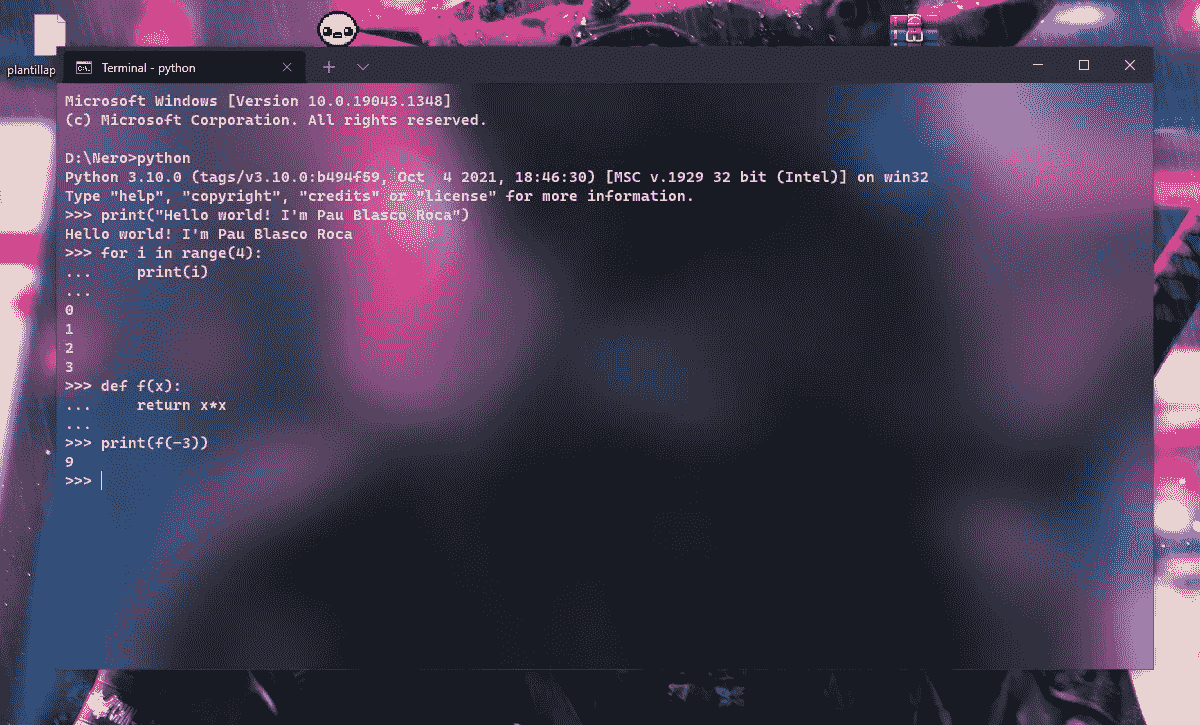 plantillap
Terminal - python
Microsoft Windows [Version 10.0.19043.1348]
(c) Microsoft Corporation. All rights reserved.
D:\Nero>python
Python 3.10.0 (tags/v3.10.0:b494f59, Oct  4 2021, 18:46:30) [MSC v.1929 32 bit (Intel)] on win32
Type "help", "copyright", "credits" or "license" for more information.
>>> print("Hello world! I'm Pau Blasco Roca")
Hello world! I'm Pau Blasco Roca
>>> for i in range(4):
...     print(i)
...
0
1
2
3
>>> def f(x):
...     return x*x
...
>>> print(f(-3))
9
>>>